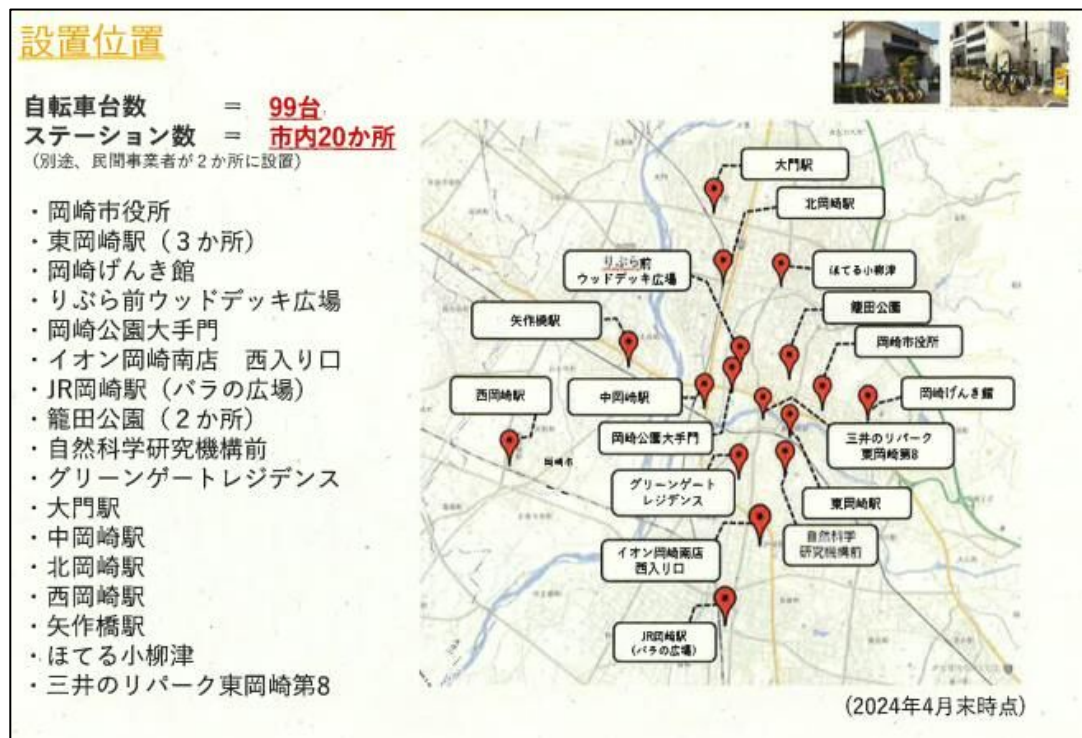 設置位置
自転車台数 = 99台
ステーション数 = 市内20か所
(別途、民間事業者が２か所に設置)
・岡崎市役所
・東岡崎駅（３か所）
・岡崎げんき館
・りぶら前ウッドデッキ広場
・岡崎公園大手門
・イオン岡崎南店　西入り口
・JR岡崎駅（バラの広場）
・籠田公園（２か所）
・自然科学研究機構前
・グリーンゲートレジデンス
・大門駅
・中岡崎駅
・北岡崎駅
・西岡崎駅
・矢作橋駅
・ほてる小柳津
・三井のリパーク東岡崎第8
大門駅
北岡崎駅
りぶら前
ウッドデッキ広場
ほてる小柳津
籠田公園
矢作橋駅
岡崎市役所
西岡崎駅
中岡崎駅
岡崎げんき館
岡崎公園大手門
三井のリパーク
東岡崎第8
岡崎市
グリーンゲート
レジデンス
東岡崎駅
イオン岡崎南店
西入り口
自然科学
研究機構前
JR岡崎駅
(バラの広場)
(2024年4月末時点)